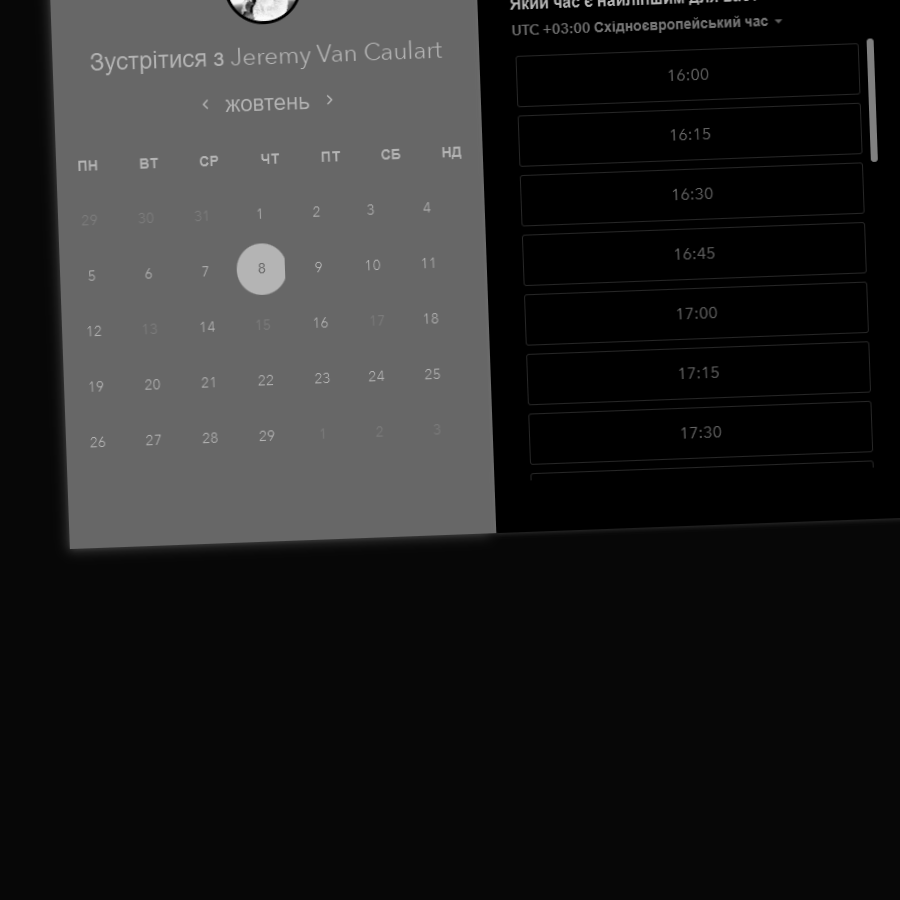 Зустрітися з Jeremy Van Caulart
‹ жовтень ›
ПН ВТ СР ЧТ ПТ СБ НД
29 30 31 1 2 3 4
5 6 7 8 9 10 11
12 13 14 15 16 17 18
19 20 21 22 23 24 25
26 27 28 29 1 2 3
Який час є найліпшим для
UTC +03:00 Східноєвропейський час
16:00
16:15
16:30
16:45
17:00
17:15
17:30